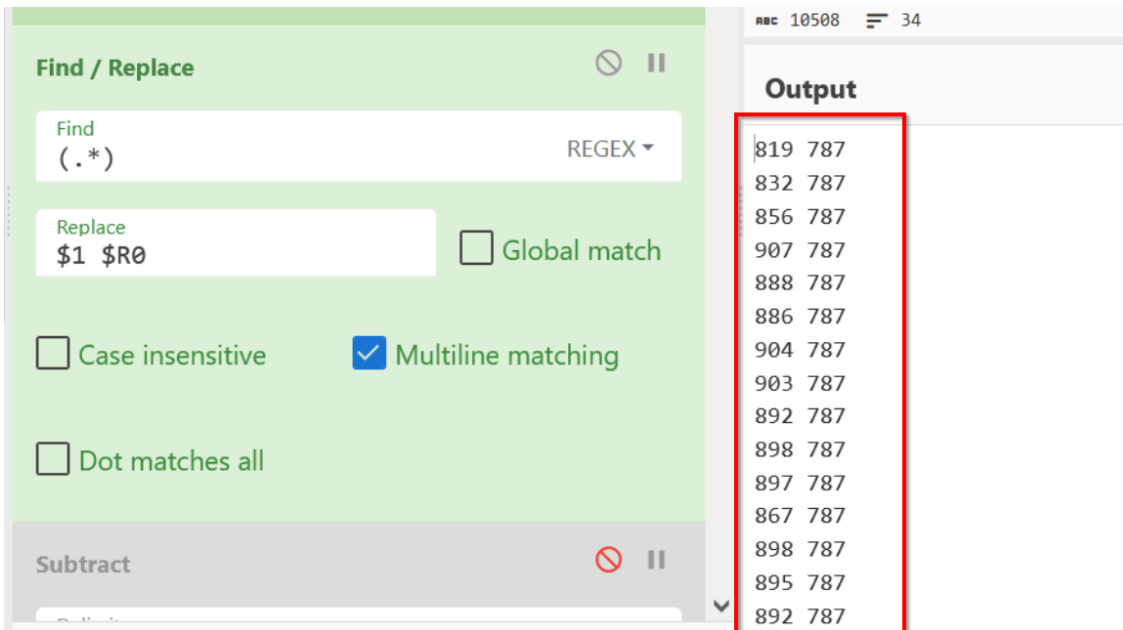 ABC 10508 34
Find / Replace
Find
(.*)
REGEX
Replace
$1 $R0
Global match
Case insensitive
Multiline matching
Dot matches all
Subtract
Output
819 787
832 787
856 787
907 787
888 787
886 787
904 787
903 787
892 787
898 787
897 787
867 787
898 787
895 787
892 787